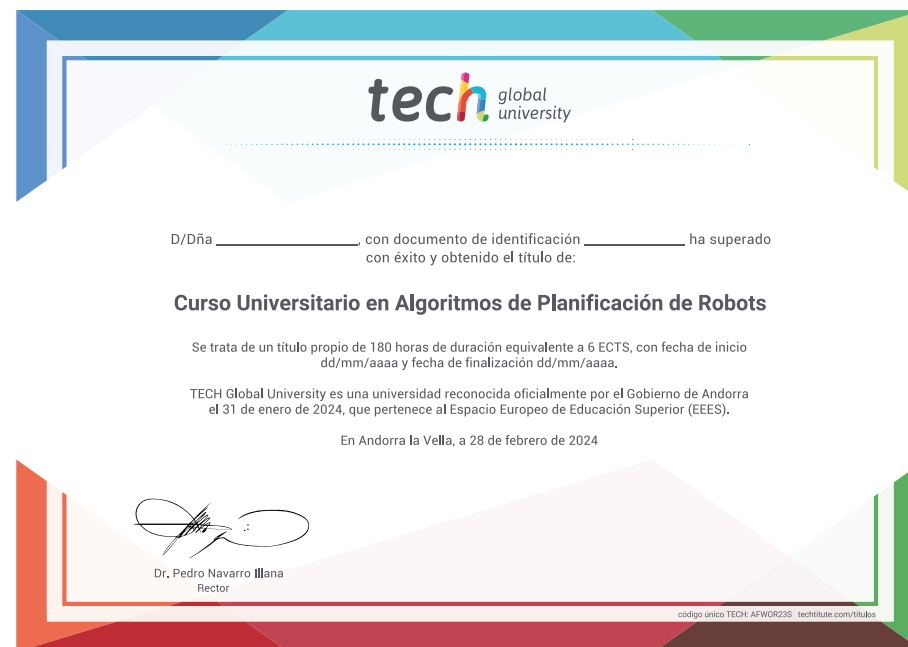 tech global
university
D/Dña ______________, con documento de identificación __________ ha superado
con éxito y obtenido el título de:
Curso Universitario en Algoritmos de Planificación de Robots
Se trata de un título propio de 180 horas de duración equivalente a 6 ECTS, con fecha de inicio
dd/mm/aaaa y fecha de finalización dd/mm/aaaa.
TECH Global University es una universidad reconocida oficialmente por el Gobierno de Andorra
el 31 de enero de 2024, que pertenece al Espacio Europeo de Educación Superior (EEES).
En Andorra la Vella, a 28 de febrero de 2024
Dr. Pedro Navarro Illana
Rector
código único TECH: AFWOR23S techtitute.com/titulos